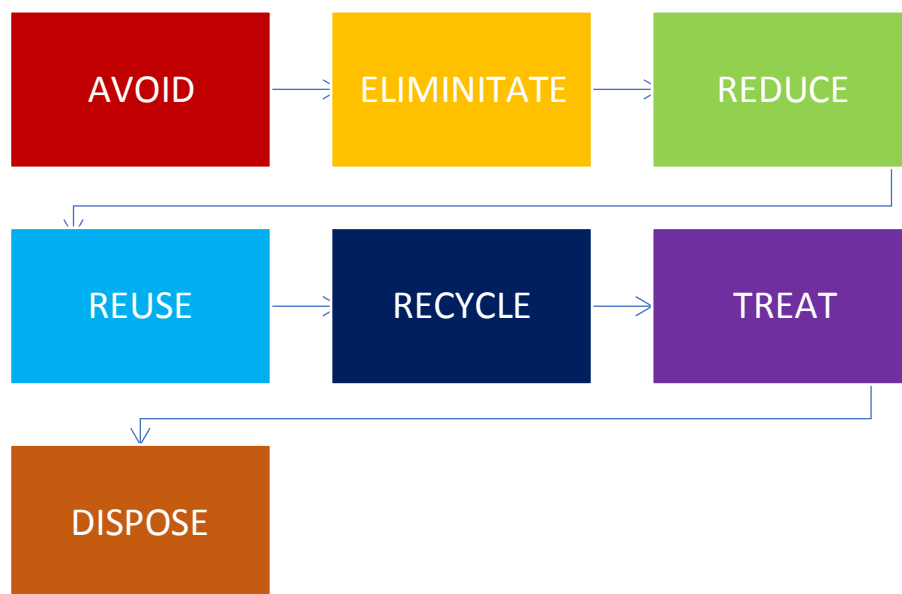 AVOID
ELIMINITATE
REDUCE
REUSE
RECYCLE
TREAT
DISPOSE